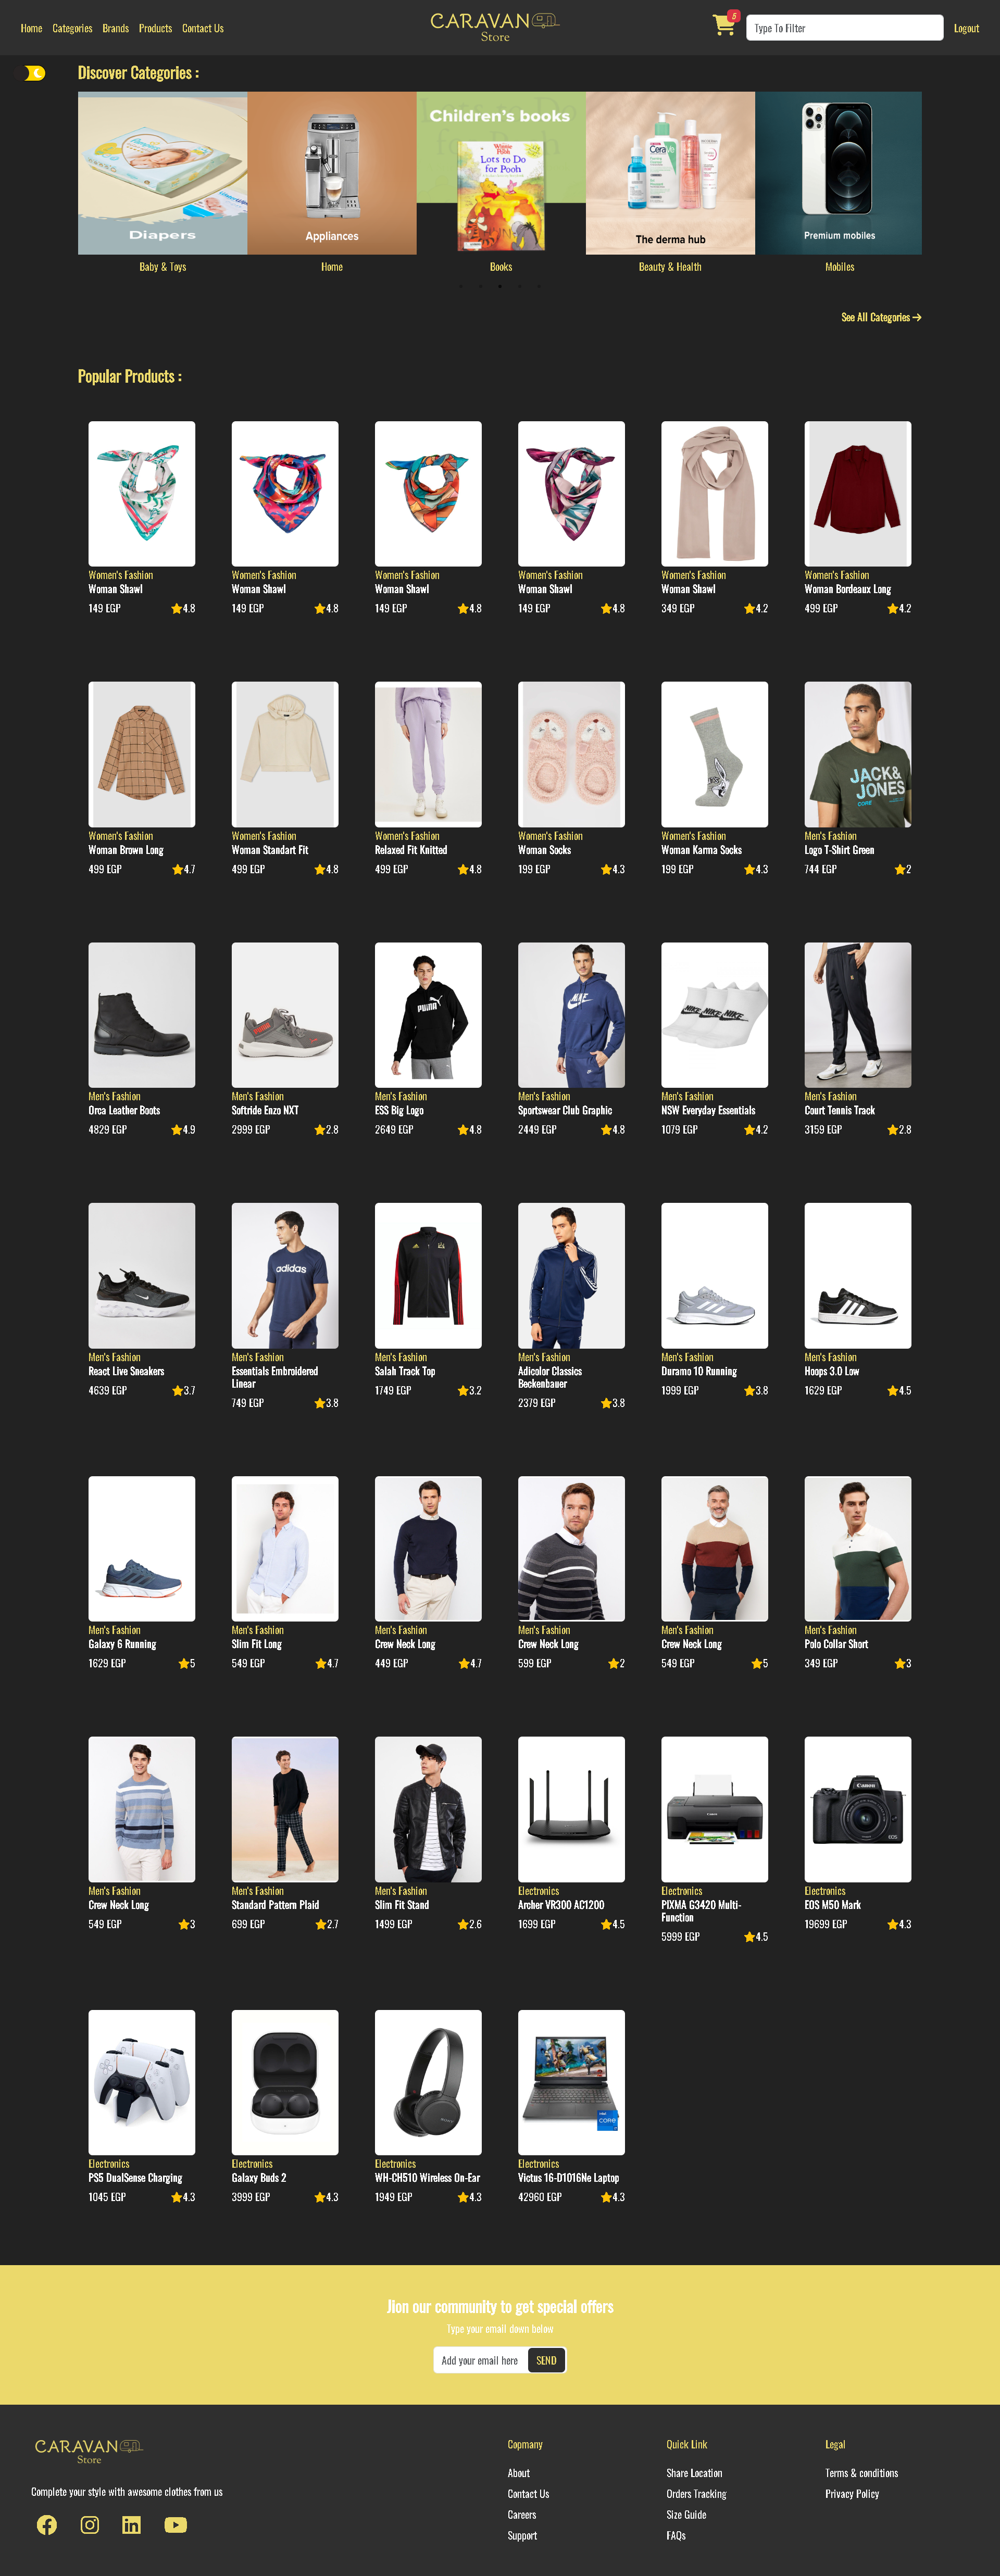 Home Categories Brands Products Contact Us
CARAVAN
Store
5
Type To Filter
Logout
Discover Categories :
Diapers
Appliances
Children's books
Winnie the Pooh
Lots to Do
for Pooh
CeraVe
The derma hub
Premium mobiles
Baby & Toys
Home
Books
Beauty & Health
Mobiles
See All Categories →
Popular Products :
Women's Fashion Women's Fashion Women's Fashion Women's Fashion Women's Fashion Women's Fashion
Woman Shawl Woman Shawl Woman Shawl Woman Shawl Woman Shawl Woman Bordeaux Long
149 EGP 4.8 149 EGP 4.8 149 EGP 4.8 149 EGP 4.8 349 EGP 4.2 499 EGP 4.2
JACK&
JONES
CORE
Women's Fashion Women's Fashion Women's Fashion Women's Fashion Women's Fashion Men's Fashion
Woman Brown Long Woman Standart Fit Relaxed Fit Knitted Woman Socks Woman Karma Socks Logo T-Shirt Green
499 EGP 4.7 499 EGP 4.8 499 EGP 4.8 199 EGP 4.3 199 EGP 4.3 744 EGP 2
PUMA
NIKE
NIKE NIKE NIKE
Men's Fashion Men's Fashion Men's Fashion Men's Fashion Men's Fashion Men's Fashion
Orca Leather Boots Softride Enzo NXT ESS Big Logo Sportswear Club Graphic NSW Everyday Essentials Court Tennis Track
4829 EGP 4.9 2999 EGP 2.8 2649 EGP 4.8 2449 EGP 4.8 1079 EGP 4.2 3159 EGP 2.8
adidas
Men's Fashion Men's Fashion Men's Fashion Men's Fashion Men's Fashion Men's Fashion
React Live Sneakers Essentials Embroidered Salah Track Top Adicolor Classics Duramo 10 Running Hoops 3.0 Low
Linear Beckenbauer
4639 EGP 3.7 749 EGP 3.8 1749 EGP 3.2 2379 EGP 3.8 1999 EGP 3.8 1629 EGP 4.5
Men's Fashion Men's Fashion Men's Fashion Men's Fashion Men's Fashion Men's Fashion
Galaxy 6 Running Slim Fit Long Crew Neck Long Crew Neck Long Crew Neck Long Polo Collar Short
1629 EGP 5 549 EGP 4.7 449 EGP 4.7 599 EGP 2 549 EGP 5 349 EGP 3
Canon
EOS
Men's Fashion Men's Fashion Men's Fashion Electronics Electronics Electronics
Crew Neck Long Standard Pattern Plaid Slim Fit Stand Archer VR300 AC1200 PIXMA G3420 Multi- EOS M50 Mark
Function
549 EGP 3 699 EGP 2.7 1499 EGP 2.6 1699 EGP 4.5 5999 EGP 4.5 19699 EGP 4.3
SONY
intel
CORE
Electronics Electronics Electronics Electronics
PS5 DualSense Charging Galaxy Buds 2 WH-CH510 Wireless On-Ear Victus 16-D1016Ne Laptop
1045 EGP 4.3 3999 EGP 4.3 1949 EGP 4.3 42960 EGP 4.3
Jion our community to get special offers
Type your email down below
Add your email here SEND
CARAVAN
Store
Complete your style with awesome clothes from us
Copmany
About
Contact Us
Careers
Support
Quick Link
Share Location
Orders Tracking
Size Guide
FAQs
Legal
Terms & conditions
Privacy Policy